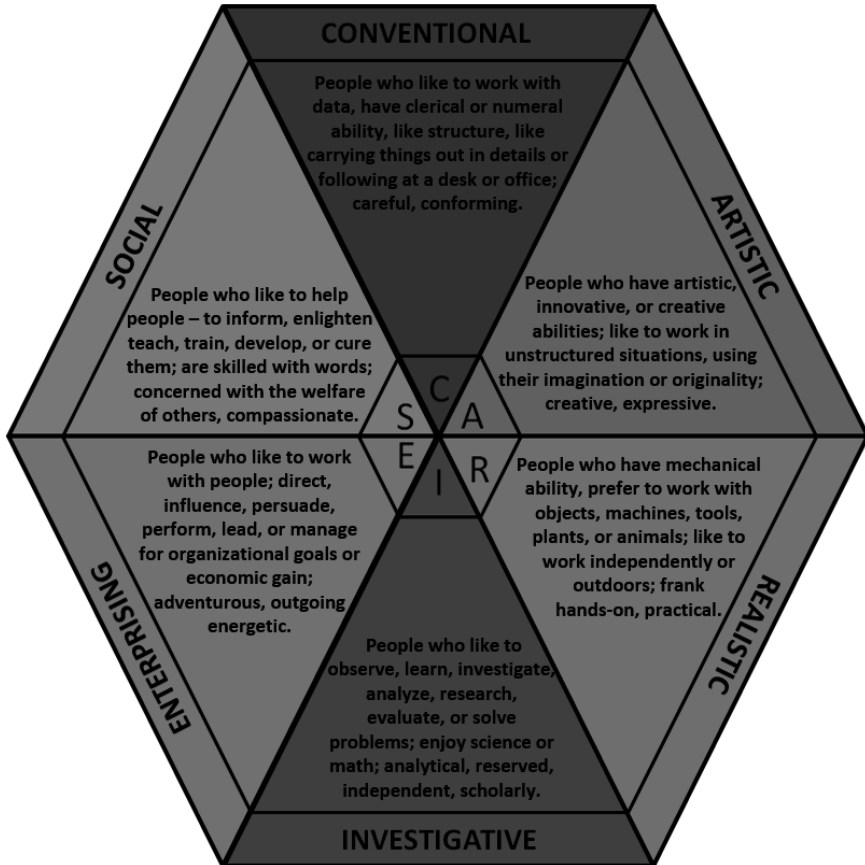 CONVENTIONAL
People who like to work with
data, have clerical or numeral
ability, like structure, like
carrying things out in details or
following at a desk or office;
careful, conforming.
SOCIAL
People who like to help
people – to inform, enlighten
teach, train, develop, or cure
them; are skilled with words;
concerned with the welfare
of others, compassionate.
ARTISTIC
People who have artistic,
innovative, or creative
abilities; like to work in
unstructured situations, using
their imagination or originality;
creative, expressive.
C
S
A
E
R
I
ENTERPRISING
People who like to work
with people; direct,
influence, persuade,
perform, lead, or manage
for organizational goals or
economic gain;
adventurous, outgoing
energetic.
REALISTIC
People who have mechanical
ability, prefer to work with
objects, machines, tools,
plants, or animals; like to
work independently or
outdoors; frank
hands-on, practical.
People who like to
observe, learn, investigate,
analyze, research,
evaluate, or solve
problems; enjoy science or
math; analytical, reserved,
independent, scholarly.
INVESTIGATIVE